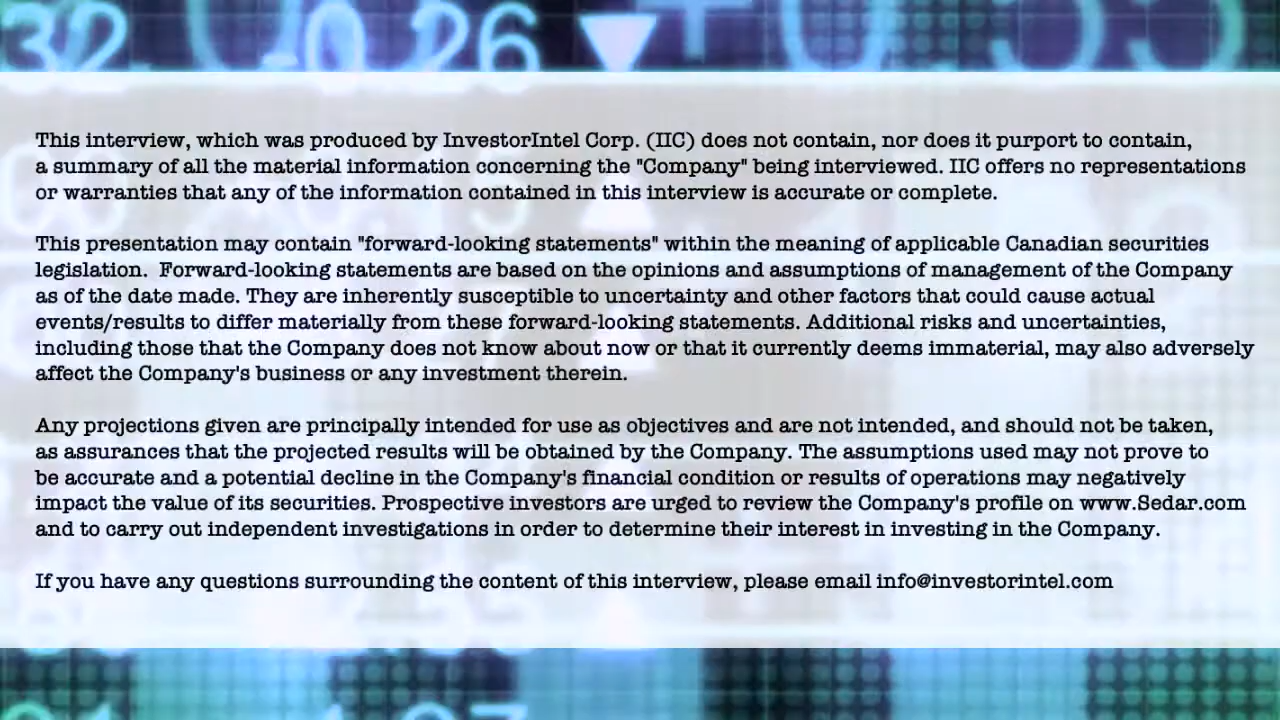 32. 0 -0.26 ▼ + 0.55
This interview, which was produced by InvestorIntel Corp. (IIC) does not contain, nor does it purport to contain,
a summary of all the material information concerning the "Company" being interviewed. IIC offers no representations
or warranties that any of the information contained in this interview is accurate or complete.
This presentation may contain "forward-looking statements" within the meaning of applicable Canadian securities
legislation.  Forward-looking statements are based on the opinions and assumptions of management of the Company
as of the date made. They are inherently susceptible to uncertainty and other factors that could cause actual
events/results to differ materially from these forward-looking statements. Additional risks and uncertainties,
including those that the Company does not know about now or that it currently deems immaterial, may also adversely
affect the Company's business or any investment therein.
Any projections given are principally intended for use as objectives and are not intended, and should not be taken,
as assurances that the projected results will be obtained by the Company. The assumptions used may not prove to
be accurate and a potential decline in the Company's financial condition or results of operations may negatively
impact the value of its securities. Prospective investors are urged to review the Company's profile on www.Sedar.com
and to carry out independent investigations in order to determine their interest in investing in the Company.
If you have any questions surrounding the content of this interview, please email info@investorintel.com